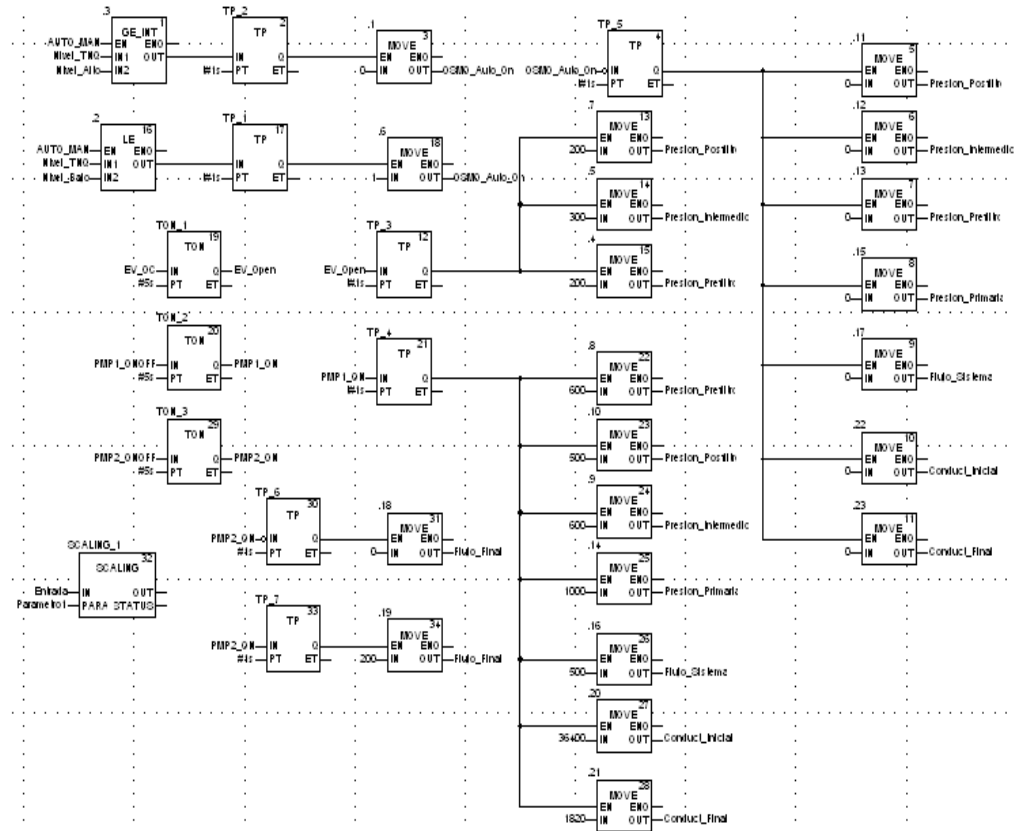 .3
GE_INT 1
AUTO_MAN EN ENO
Nivel_TNQ IN1 OUT
Nivel_Alto IN2
TP_2
TP 2
IN Q
t#1s PT ET
.1
MOVE 3
EN ENO
0 IN OUT OSMO_Auto_On
TP_5
TP 4
OSMO_Auto_On IN Q
t#1s PT ET
.11
MOVE 5
EN ENO
0 IN OUT Presion_Postfiltr
.2
LE 16
AUTO_MAN EN ENO
Nivel_TNQ IN1 OUT
Nivel_Bajo IN2
TP_1
TP 17
IN Q
t#1s PT ET
.6
MOVE 18
EN ENO
1 IN OUT OSMO_Auto_On
.7
MOVE 13
EN ENO
200 IN OUT Presion_Postfiltr
.12
MOVE 6
EN ENO
0 IN OUT Presion_Intermedic
.5
MOVE 14
EN ENO
300 IN OUT Presion_Intermedic
.13
MOVE 7
EN ENO
0 IN OUT Presion_Prefiltrc
TON_1
TON 19
EV_OC IN Q EV_Open
t#5s PT ET
TP_3
TP 12
EV_Open IN Q
t#1s PT ET
.4
MOVE 15
EN ENO
200 IN OUT Presion_Prefiltrc
.15
MOVE 8
EN ENO
0 IN OUT Presion_Primaria
TON_2
TON 20
PMP1_ONOFF IN Q PMP1_ON
t#5s PT ET
TP_4
TP 21
PMP1_ON IN Q
t#1s PT ET
.8
MOVE 22
EN ENO
600 IN OUT Presion_Prefiltrc
.17
MOVE 9
EN ENO
0 IN OUT Flujo_Sistema
TON_3
TON 29
PMP2_ONOFF IN Q PMP2_ON
t#5s PT ET
.10
MOVE 23
EN ENO
500 IN OUT Presion_Postfiltr
.22
MOVE 10
EN ENO
0 IN OUT Conduct_Inicial
TP_6
TP 30
PMP2_ON IN Q
t#1s PT ET
.18
MOVE 31
EN ENO
0 IN OUT Flujo_Final
.9
MOVE 24
EN ENO
600 IN OUT Presion_Intermedic
.23
MOVE 11
EN ENO
0 IN OUT Conduct_Final
SCALING_1
SCALING 32
Entrada IN OUT
Parametro1 PARA STATUS
.14
MOVE 25
EN ENO
1000 IN OUT Presion_Primaria
TP_7
TP 33
PMP2_ON IN Q
t#1s PT ET
.19
MOVE 34
EN ENO
200 IN OUT Flujo_Final
.16
MOVE 26
EN ENO
500 IN OUT Flujo_Sistema
.20
MOVE 27
EN ENO
36400 IN OUT Conduct_Inicial
.21
MOVE 28
EN ENO
1820 IN OUT Conduct_Final